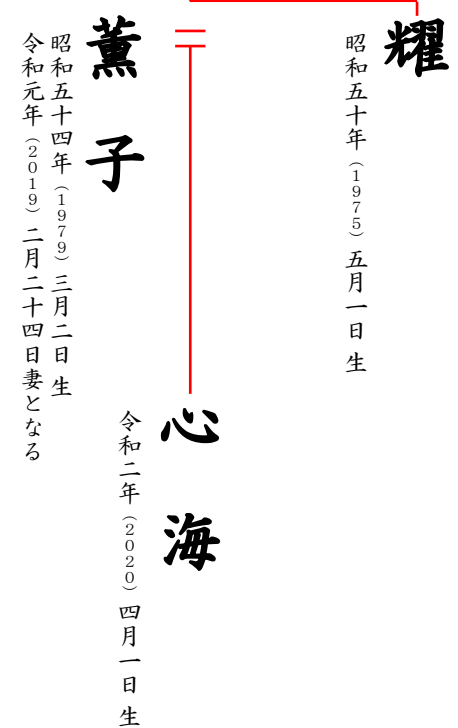 耀
昭和五十年（1975）五月一日 生
薫子
昭和五十四年（1979）三月二日 生
令和元年（2019）二月二十四日妻となる
心海
令和二年（2020）四月一日 生